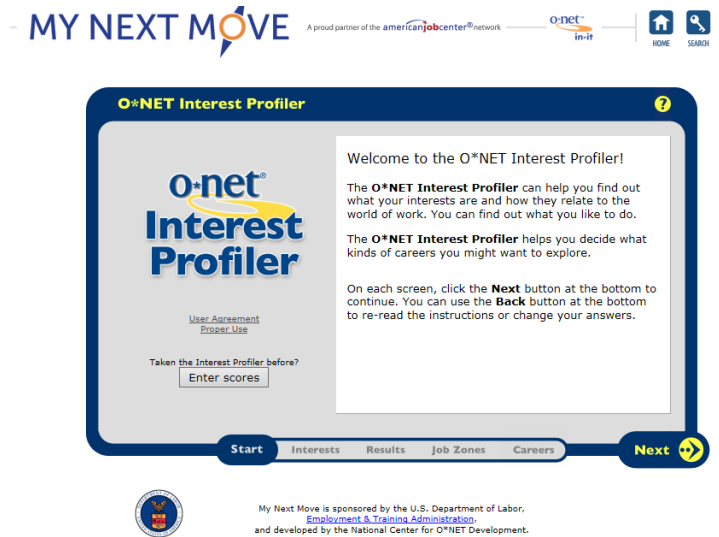 MY NEXT MOVE
A proud partner of the americanjobcenter® network
o*net™
in-it
HOME
SEARCH
O*NET Interest Profiler
?
o*net®
Interest
Profiler
User Agreement
Proper Use
Taken the Interest Profiler before?
Enter scores
Welcome to the O*NET Interest Profiler!
The O*NET Interest Profiler can help you find out
what your interests are and how they relate to the
world of work. You can find out what you like to do.
The O*NET Interest Profiler helps you decide what
kinds of careers you might want to explore.
On each screen, click the Next button at the bottom to
continue. You can use the Back button at the bottom
to re-read the instructions or change your answers.
Start
Interests
Results
Job Zones
Careers
Next
My Next Move is sponsored by the U.S. Department of Labor,
Employment & Training Administration,
and developed by the National Center for O*NET Development.